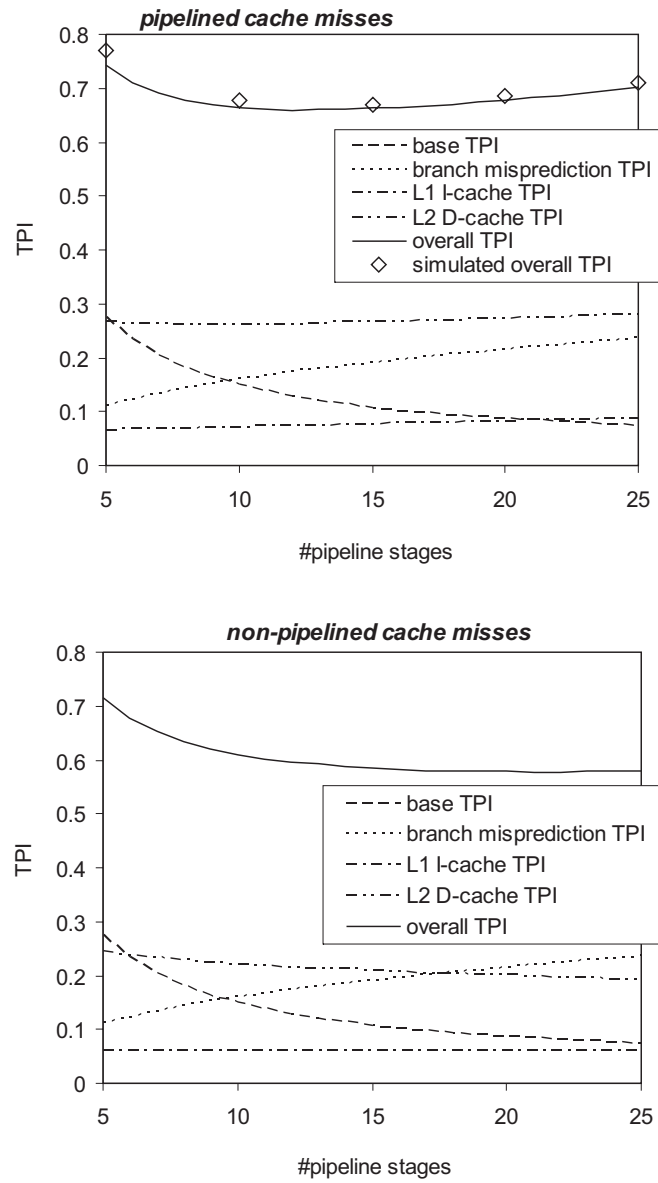 pipelined cache misses
0.8
0.7
0.6
0.5
0.4
0.3
0.2
0.1
0
TPI
base TPI
branch misprediction TPI
L1 I-cache TPI
L2 D-cache TPI
overall TPI
simulated overall TPI
5 10 15 20 25
#pipeline stages
non-pipelined cache misses
0.8
0.7
0.6
0.5
0.4
0.3
0.2
0.1
0
TPI
base TPI
branch misprediction TPI
L1 I-cache TPI
L2 D-cache TPI
overall TPI
5 10 15 20 25
#pipeline stages